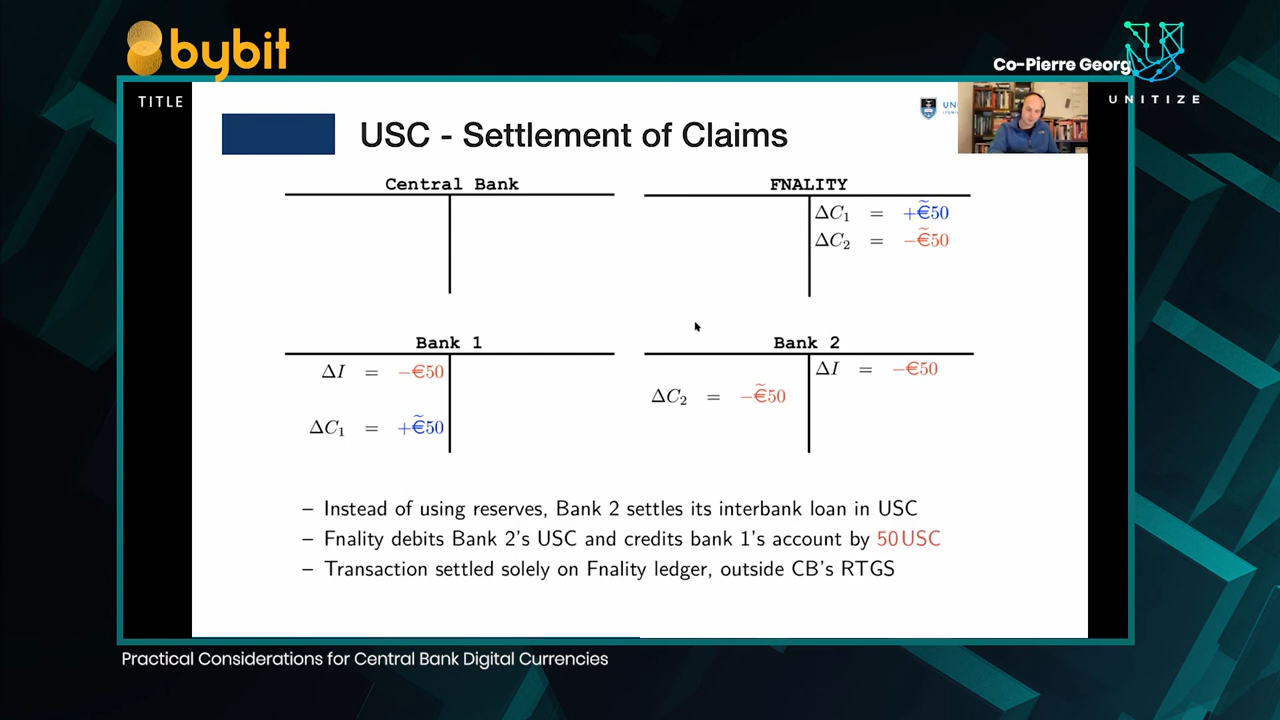 bybit
Co-Pierre Georg
UNITIZE
TITLE
UN
USC - Settlement of Claims
Central Bank
FNALITY
ΔC₁ = +€̃50
ΔC₂ = −€̃50
Bank 1
Bank 2
ΔI = −€50
ΔI = −€50
ΔC₂ = −€̃50
ΔC₁ = +€̃50
– Instead of using reserves, Bank 2 settles its interbank loan in USC
– Fnality debits Bank 2's USC and credits bank 1's account by 50 USC
– Transaction settled solely on Fnality ledger, outside CB's RTGS
Practical Considerations for Central Bank Digital Currencies